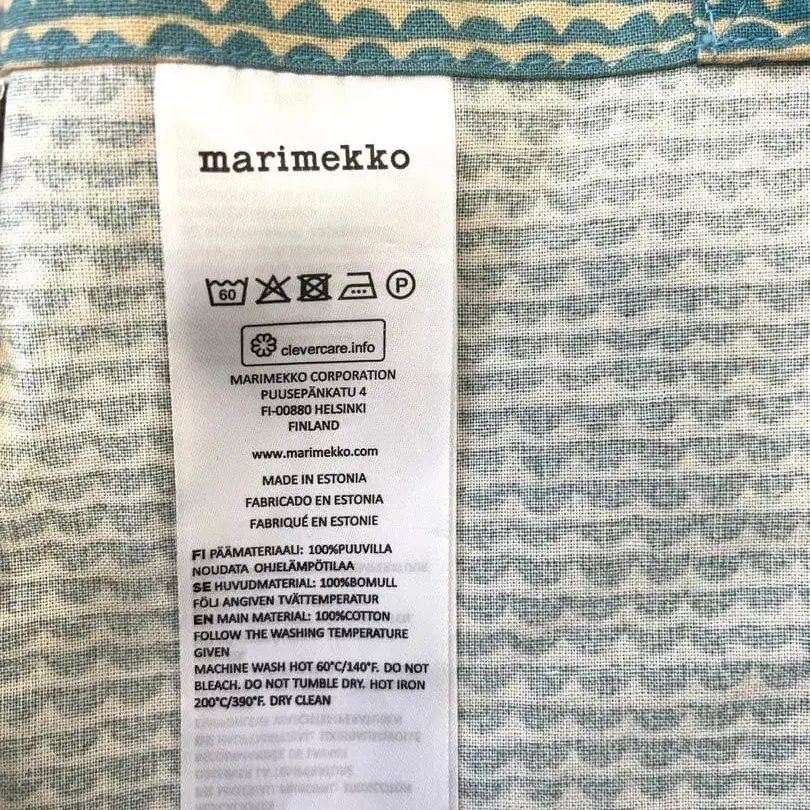 marimekko
60 P
clevercare.info
MARIMEKKO CORPORATION
PUUSEPÄNKATU 4
FI-00880 HELSINKI
FINLAND
www.marimekko.com
MADE IN ESTONIA
FABRICADO EN ESTONIA
FABRIQUÉ EN ESTONIE
FI PÄÄMATERIAALI: 100%PUUVILLA
NOUDATA OHJELÄMPÖTILAA
SE HUVUDMATERIAL: 100%BOMULL
FÖLJ ANGIVEN TVÄTTEMPERATUR
EN MAIN MATERIAL: 100%COTTON
FOLLOW THE WASHING TEMPERATURE
GIVEN
MACHINE WASH HOT 60°C/140°F. DO NOT
BLEACH. DO NOT TUMBLE DRY. HOT IRON
200°C/390°F. DRY CLEAN